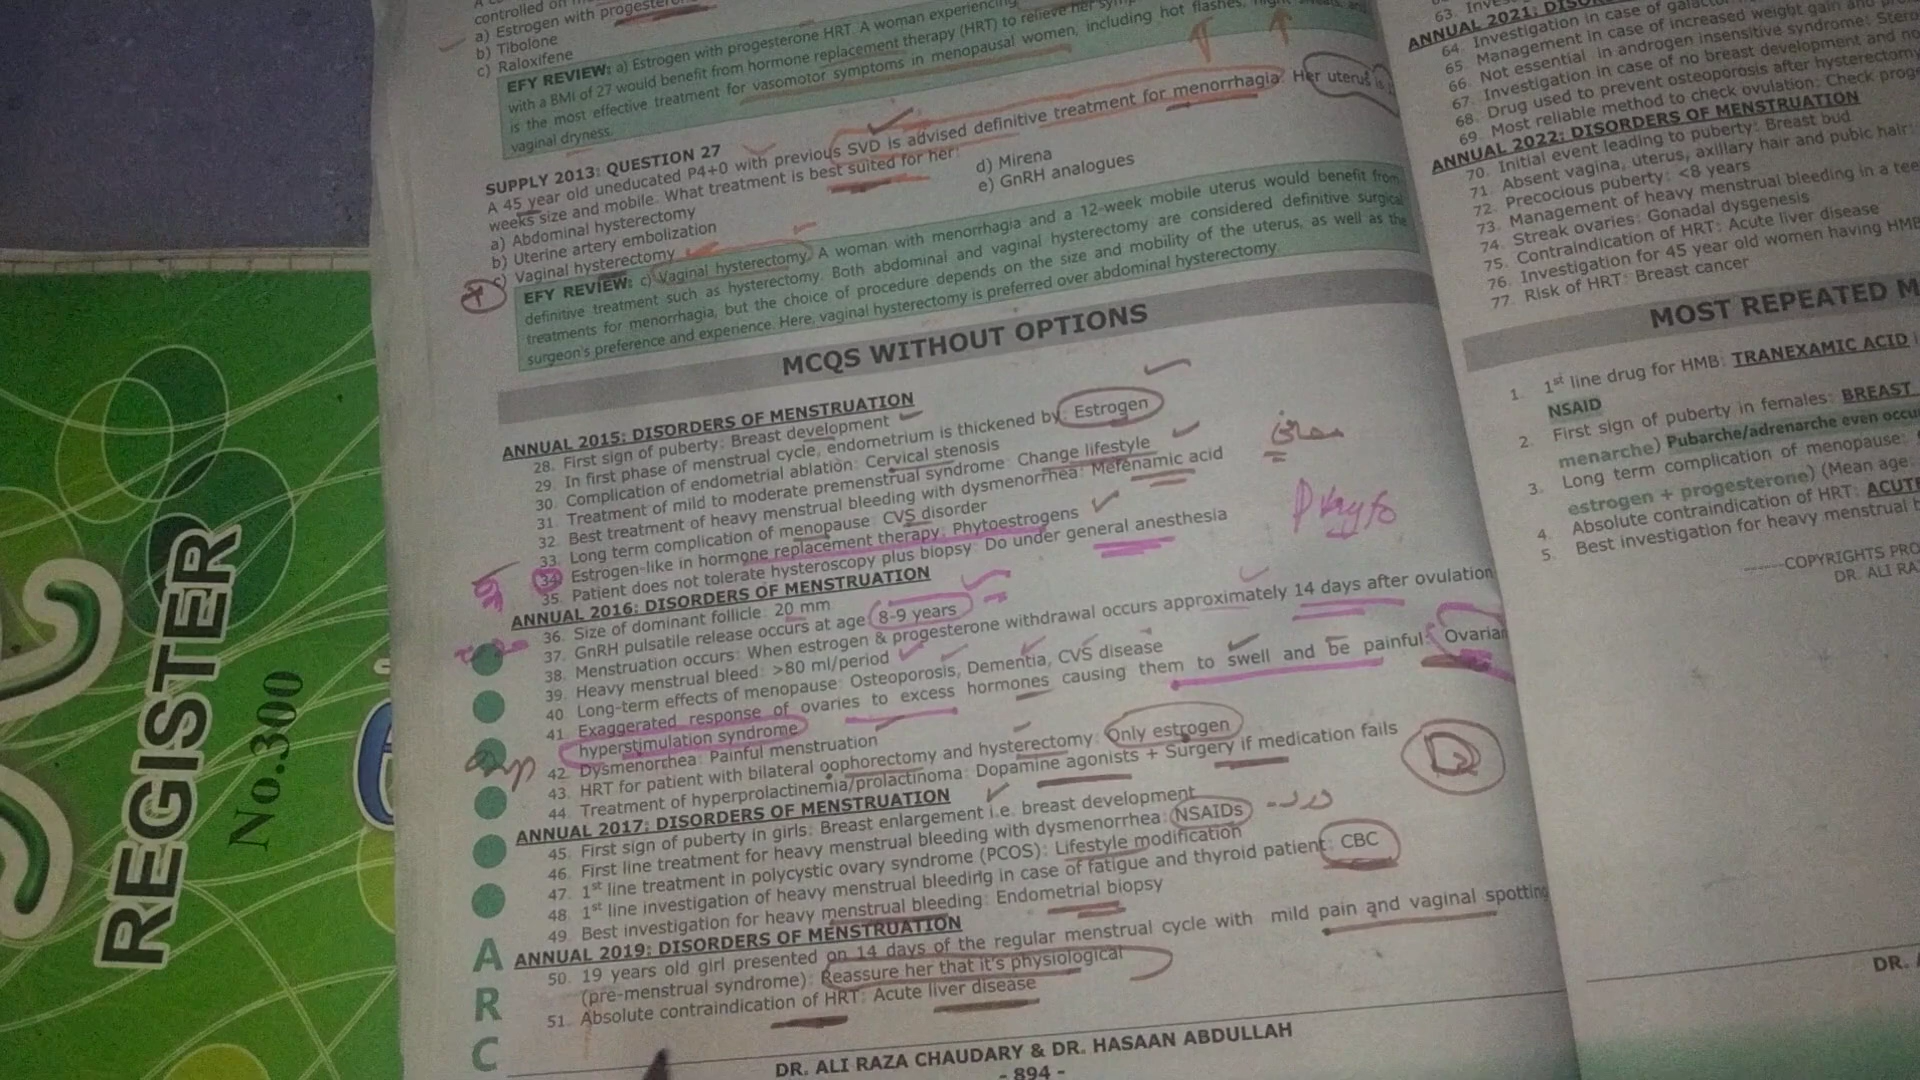 controlled on
a) Estrogen with progesteron
b) Tibolone
c) Raloxifene
EFY REVIEW: a) Estrogen with progesterone HRT. A woman experiencing
with a BMI of 27 would benefit from hormone replacement therapy (HRT) to relieve her
is the most effective treatment for vasomotor symptoms in menopausal women, including hot flashes,
vaginal dryness.
SUPPLY 2013: QUESTION 27
A 45 year old uneducated P4+0 with previous SVD is advised definitive treatment for menorrhagia. Her uterus is
weeks size and mobile. What treatment is best suited for her:
a) Abdominal hysterectomy
b) Uterine artery embolization
c) Vaginal hysterectomy
d) Mirena
e) GnRH analogues
EFY REVIEW: c) Vaginal hysterectomy. A woman with menorrhagia and a 12-week mobile uterus would benefit from
definitive treatment such as hysterectomy. Both abdominal and vaginal hysterectomy are considered definitive surgical
treatments for menorrhagia, but the choice of procedure depends on the size and mobility of the uterus, as well as the
surgeon's preference and experience. Here, vaginal hysterectomy is preferred over abdominal hysterectomy.
MCQS WITHOUT OPTIONS
ANNUAL 2015: DISORDERS OF MENSTRUATION
28. First sign of puberty: Breast development
29. In first phase of menstrual cycle, endometrium is thickened by: Estrogen
30. Complication of endometrial ablation: Cervical stenosis
31. Treatment of mild to moderate premenstrual syndrome: Change lifestyle
32. Best treatment of heavy menstrual bleeding with dysmenorrhea: Mefenamic acid
33. Long term complication of menopause: CVS disorder
34. Estrogen-like in hormone replacement therapy: Phytoestrogens
35. Patient does not tolerate hysteroscopy plus biopsy: Do under general anesthesia
Phyto
ANNUAL 2016: DISORDERS OF MENSTRUATION
36. Size of dominant follicle: 20 mm
37. GnRH pulsatile release occurs at age 8-9 years
38. Menstruation occurs: When estrogen & progesterone withdrawal occurs approximately 14 days after ovulation
39. Heavy menstrual bleed: >80 ml/period
40. Long-term effects of menopause: Osteoporosis, Dementia, CVS disease
41. Exaggerated response of ovaries to excess hormones causing them to swell and be painful: Ovarian
hyperstimulation syndrome
42. Dysmenorrhea: Painful menstruation
43. HRT for patient with bilateral oophorectomy and hysterectomy: Only estrogen
44. Treatment of hyperprolactinemia/prolactinoma: Dopamine agonists + Surgery if medication fails
ANNUAL 2017: DISORDERS OF MENSTRUATION
45. First sign of puberty in girls: Breast enlargement i.e. breast development
46. First line treatment for heavy menstrual bleeding with dysmenorrhea: NSAIDs
درد
47. 1st line treatment in polycystic ovary syndrome (PCOS): Lifestyle modification
48. 1st line investigation of heavy menstrual bleeding in case of fatigue and thyroid patient: CBC
49. Best investigation for heavy menstrual bleeding: Endometrial biopsy
ANNUAL 2019: DISORDERS OF MENSTRUATION
50. 19 years old girl presented on 14 days of the regular menstrual cycle with mild pain and vaginal spotting
(pre-menstrual syndrome): Reassure her that it's physiological
51. Absolute contraindication of HRT: Acute liver disease
A
R
C
DR. ALI RAZA CHAUDARY & DR. HASAAN ABDULLAH
- 894 -
63. Inves
ANNUAL 2021: DISO
64. Investigation in case of galac
65. Management in case of increased weight gain and
66. Not essential in androgen insensitive syndrome: Stero
67. Investigation in case of no breast development and no
68. Drug used to prevent osteoporosis after hysterectomy
69. Most reliable method to check ovulation: Check prog
ANNUAL 2022: DISORDERS OF MENSTRUATION
70. Initial event leading to puberty: Breast bud
71. Absent vagina, uterus, axillary hair and pubic hair:
72. Precocious puberty: <8 years
73. Management of heavy menstrual bleeding in a tee
74. Streak ovaries: Gonadal dysgenesis
75. Contraindication of HRT: Acute liver disease
76. Investigation for 45 year old women having HMB
77. Risk of HRT: Breast cancer
MOST REPEATED M
1. 1st line drug for HMB: TRANEXAMIC ACID
NSAID
2. First sign of puberty in females: BREAST
menarche) Pubarche/adrenarche even occu
3. Long term complication of menopause:
estrogen + progesterone) (Mean age:
4. Absolute contraindication of HRT: ACUTE
5. Best investigation for heavy menstrual b
COPYRIGHTS PRO
DR. ALI RA
DR. A
REGISTER
No.300